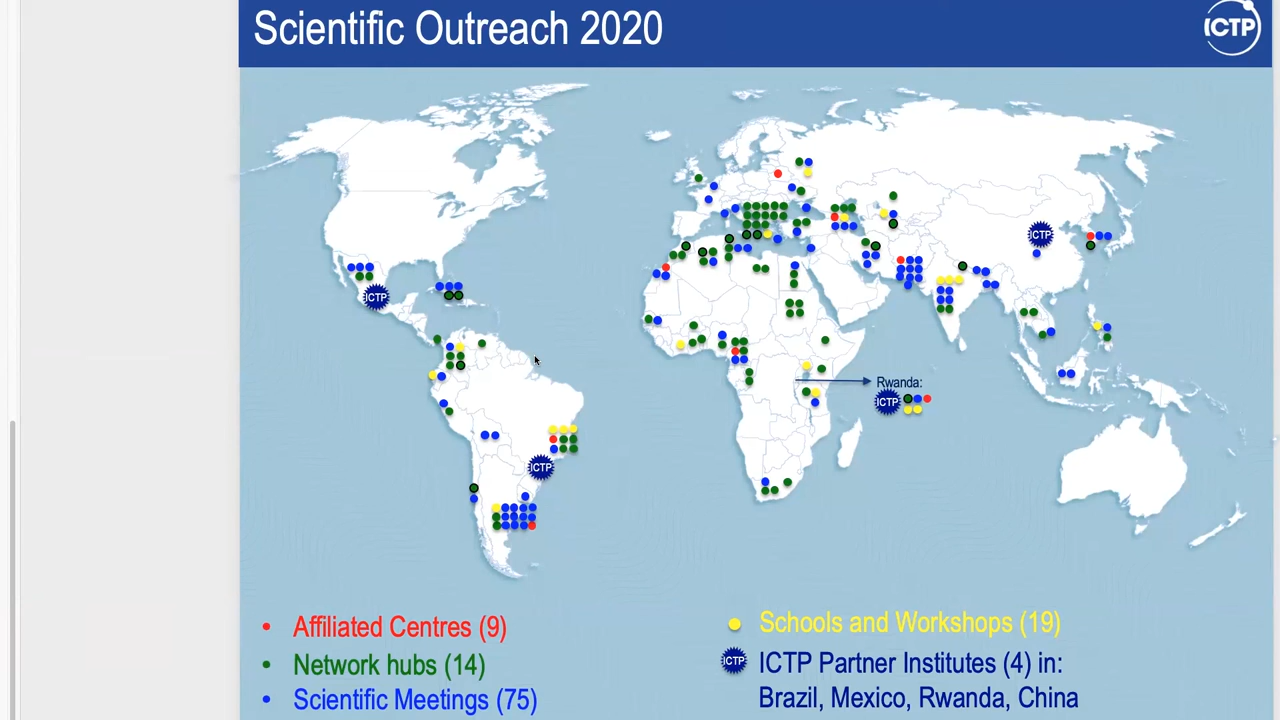 Scientific Outreach 2020
ICTP
ICTP
ICTP
Rwanda:
ICTP
ICTP
• Affiliated Centres (9)
• Network hubs (14)
• Scientific Meetings (75)
Schools and Workshops (19)
ICTP ICTP Partner Institutes (4) in:
Brazil, Mexico, Rwanda, China